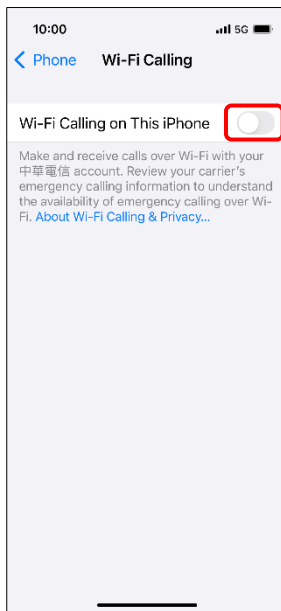 10:00 5G
Phone Wi-Fi Calling
Wi-Fi Calling on This iPhone
Make and receive calls over Wi-Fi with your
中華電信 account. Review your carrier's
emergency calling information to understand
the availability of emergency calling over Wi-
Fi. About Wi-Fi Calling & Privacy...